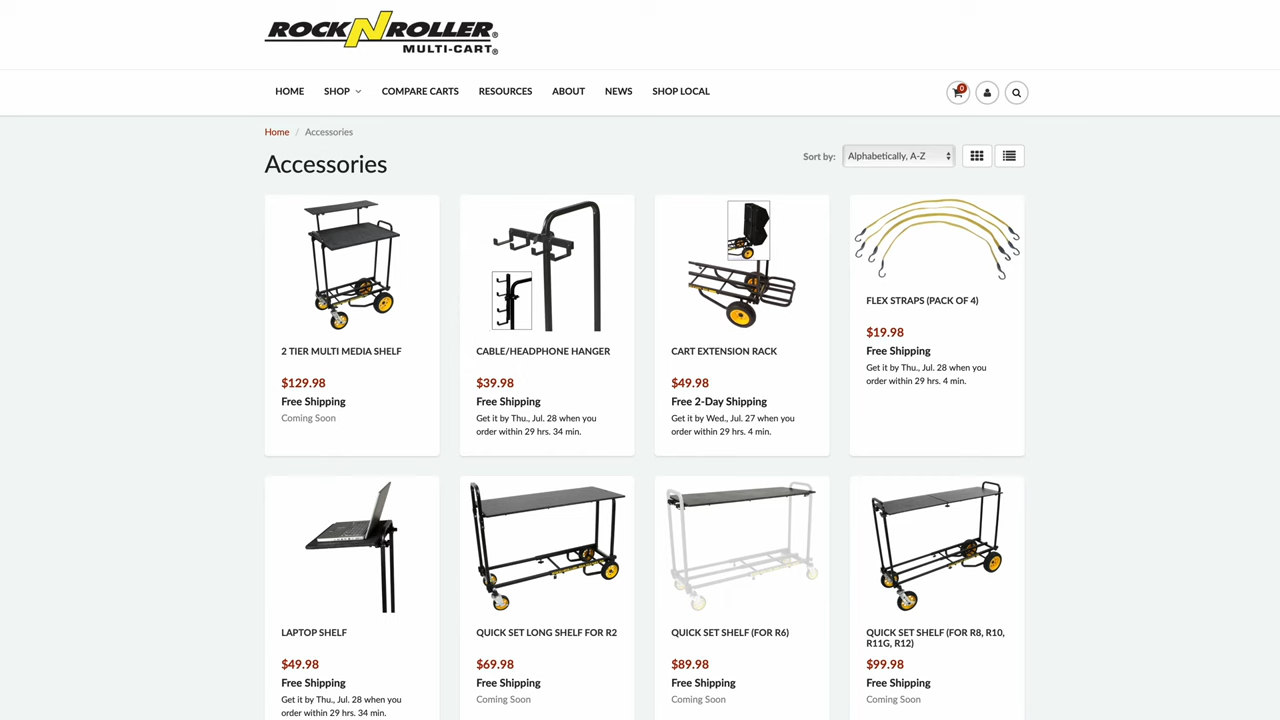 ROCK N ROLLER®
MULTI-CART®
HOME SHOP COMPARE CARTS RESOURCES ABOUT NEWS SHOP LOCAL
0
Home / Accessories
Accessories
Sort by: Alphabetically, A-Z
2 TIER MULTI MEDIA SHELF
$129.98
Free Shipping
Coming Soon
CABLE/HEADPHONE HANGER
$39.98
Free Shipping
Get it by Thu., Jul. 28 when you
order within 29 hrs. 34 min.
CART EXTENSION RACK
$49.98
Free 2-Day Shipping
Get it by Wed., Jul. 27 when you
order within 29 hrs. 4 min.
FLEX STRAPS (PACK OF 4)
$19.98
Free Shipping
Get it by Thu., Jul. 28 when you
order within 29 hrs. 4 min.
LAPTOP SHELF
$49.98
Free Shipping
Get it by Thu., Jul. 28 when you
order within 29 hrs. 34 min.
QUICK SET LONG SHELF FOR R2
$69.98
Free Shipping
Coming Soon
QUICK SET SHELF (FOR R6)
$89.98
Free Shipping
Coming Soon
QUICK SET SHELF (FOR R8, R10,
R11G, R12)
$99.98
Free Shipping
Coming Soon